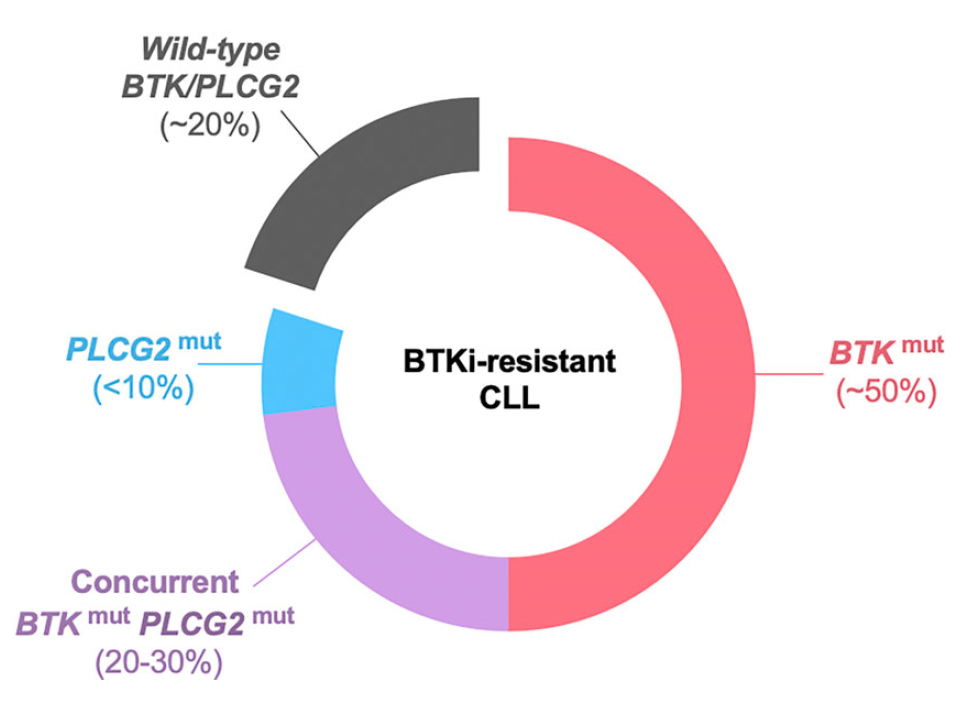 Wild-type
BTK/PLCG2
(~20%)
PLCG2 mut
(<10%)
BTKi-resistant
CLL
BTK mut
(~50%)
Concurrent
BTK mut PLCG2 mut
(20-30%)